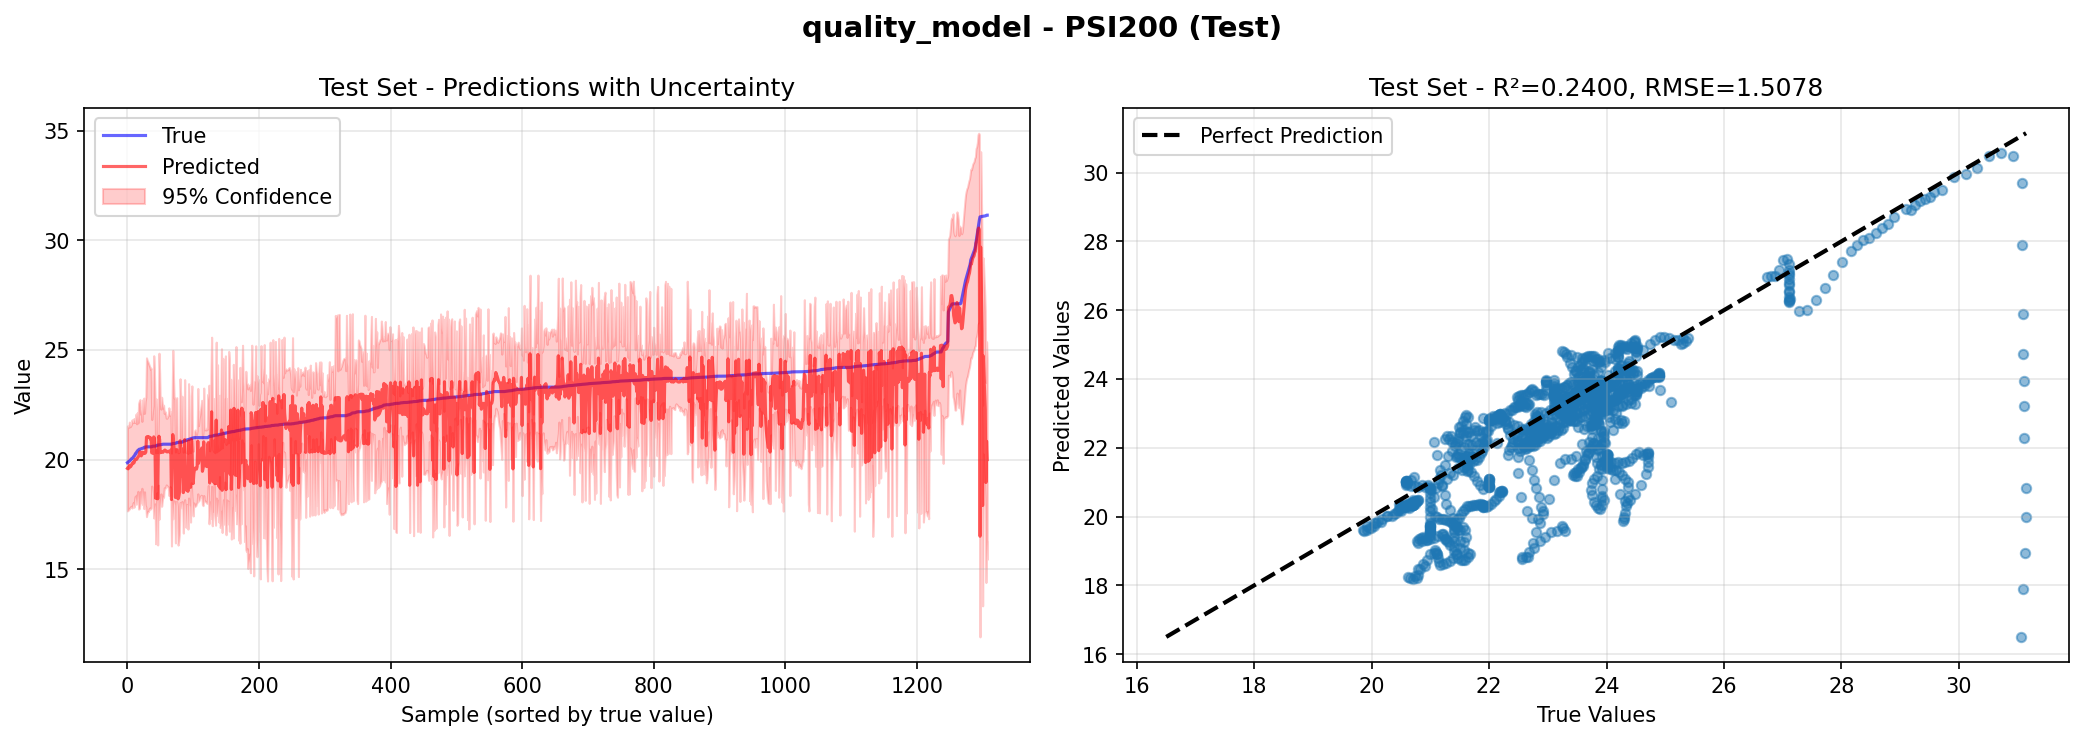 quality_model - PSI200 (Test)
Test Set - Predictions with Uncertainty
True
Predicted
95% Confidence
Value
35
30
25
20
15
0
200
400
600
800
1000
1200
Sample (sorted by true value)
Test Set - R²=0.2400, RMSE=1.5078
Perfect Prediction
Predicted Values
30
28
26
24
22
20
18
16
16
18
20
22
24
26
28
30
True Values